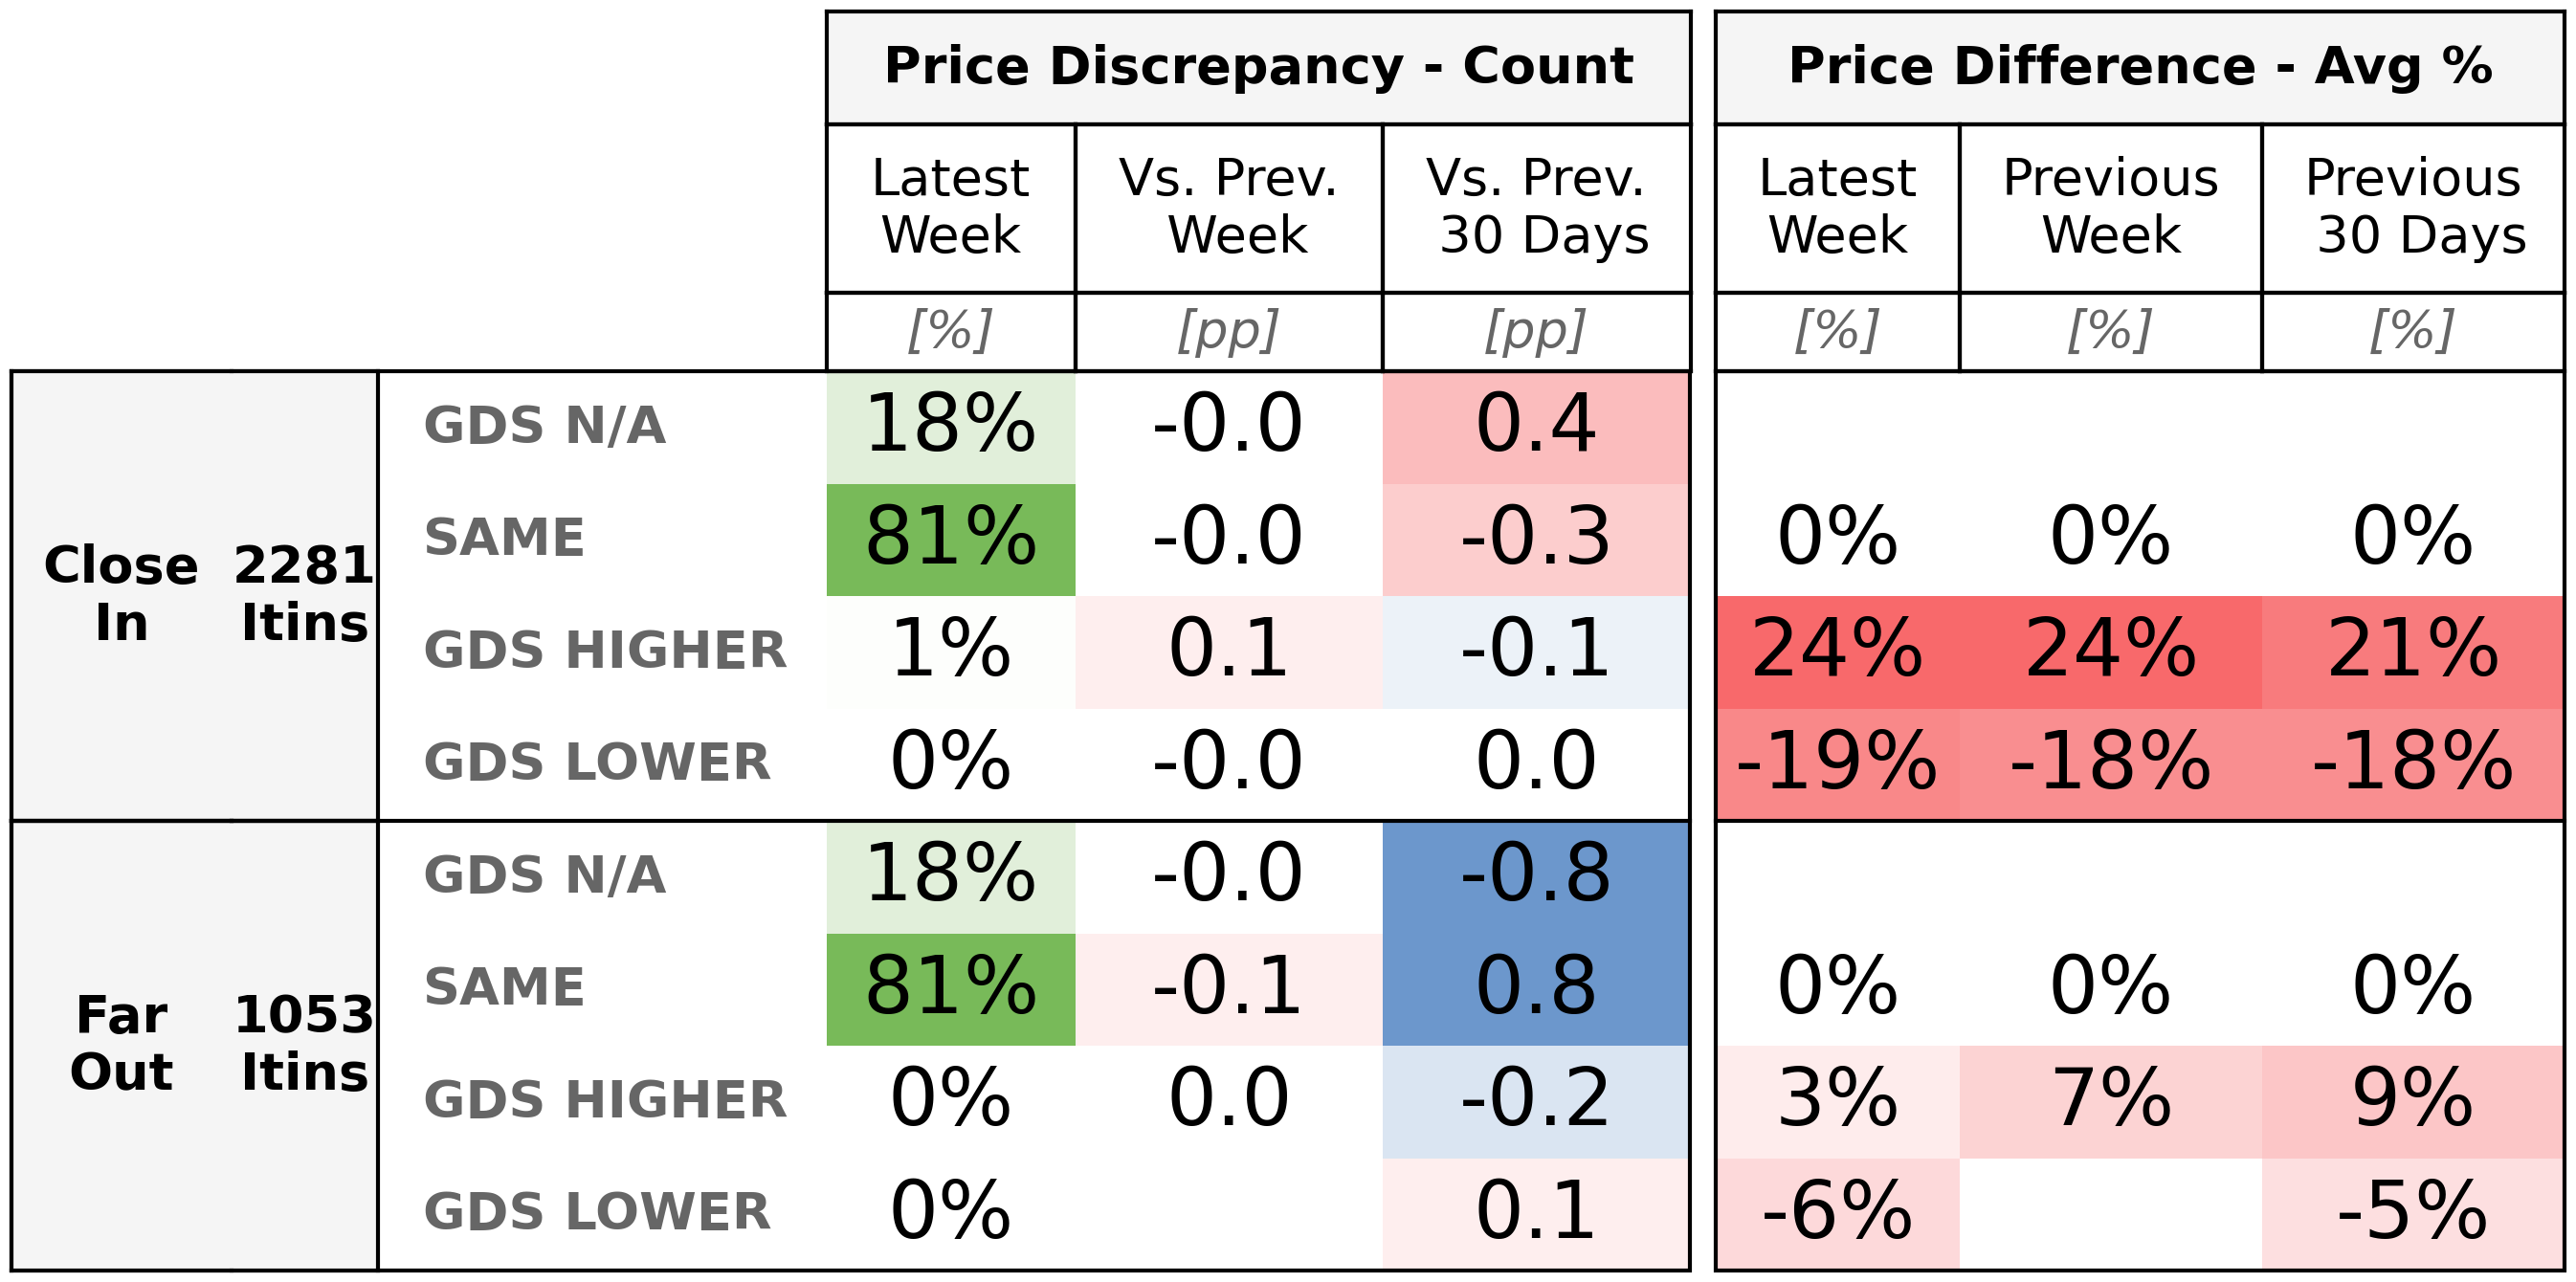 Price Discrepancy - Count Price Difference - Avg %
Latest Week Vs. Prev. Week Vs. Prev. 30 Days Latest Week Previous Week Previous 30 Days
[%] [pp] [pp] [%] [%] [%]
Close In 2281 Itins
GDS N/A 18% -0.0 0.4
SAME 81% -0.0 -0.3 0% 0% 0%
GDS HIGHER 1% 0.1 -0.1 24% 24% 21%
GDS LOWER 0% -0.0 0.0 -19% -18% -18%
Far Out 1053 Itins
GDS N/A 18% -0.0 -0.8
SAME 81% -0.1 0.8 0% 0% 0%
GDS HIGHER 0% 0.0 -0.2 3% 7% 9%
GDS LOWER 0% 0.1 -6% -5%